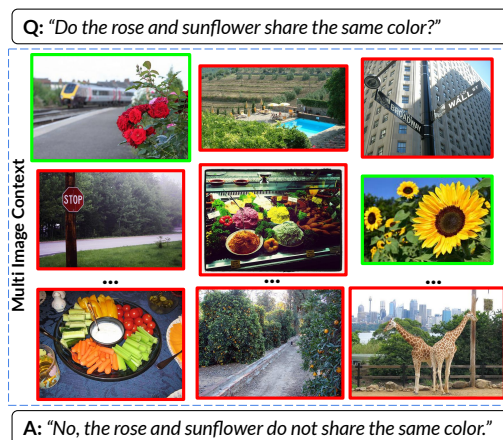 Q: “Do the rose and sunflower share the same color?”
Multi Image Context
BROADWAY
WALL
STOP
...
...
...
A: “No, the rose and sunflower do not share the same color.”